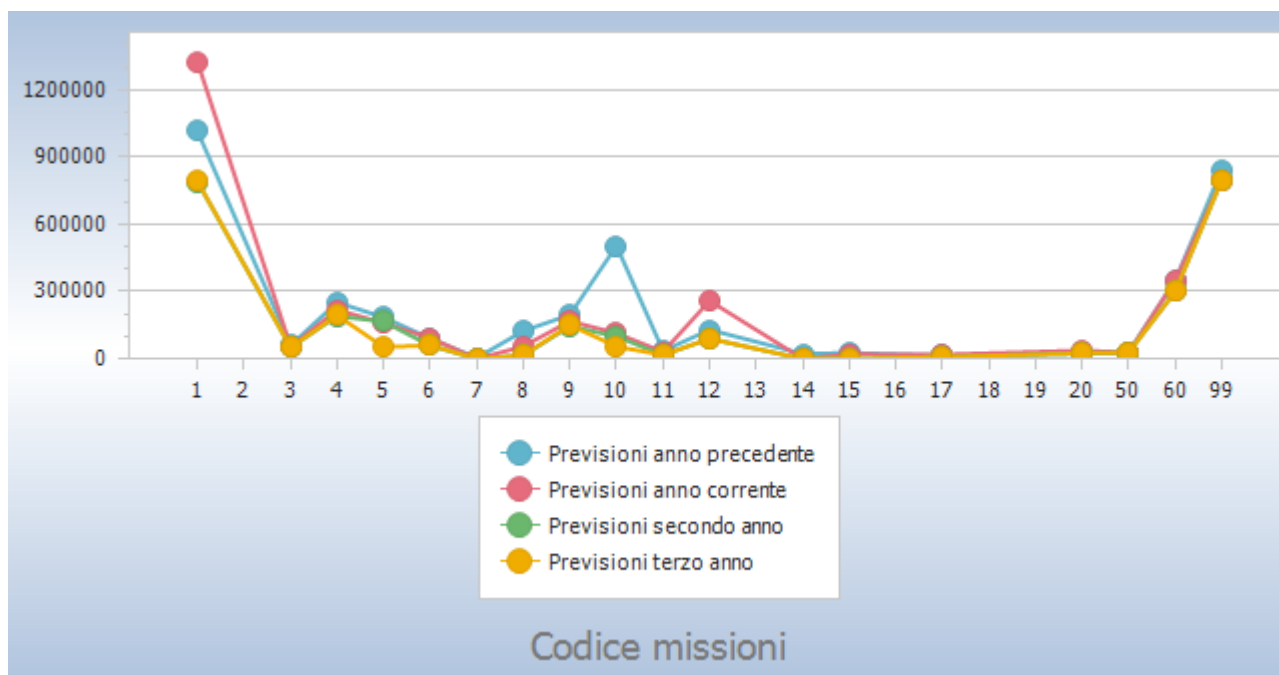 1200000
900000
600000
300000
0
1 2 3 4 5 6 7 8 9 10 11 12 13 14 15 16 17 18 19 20 50 60 99
Previsioni anno precedente
Previsioni anno corrente
Previsioni secondo anno
Previsioni terzo anno
Codice missioni